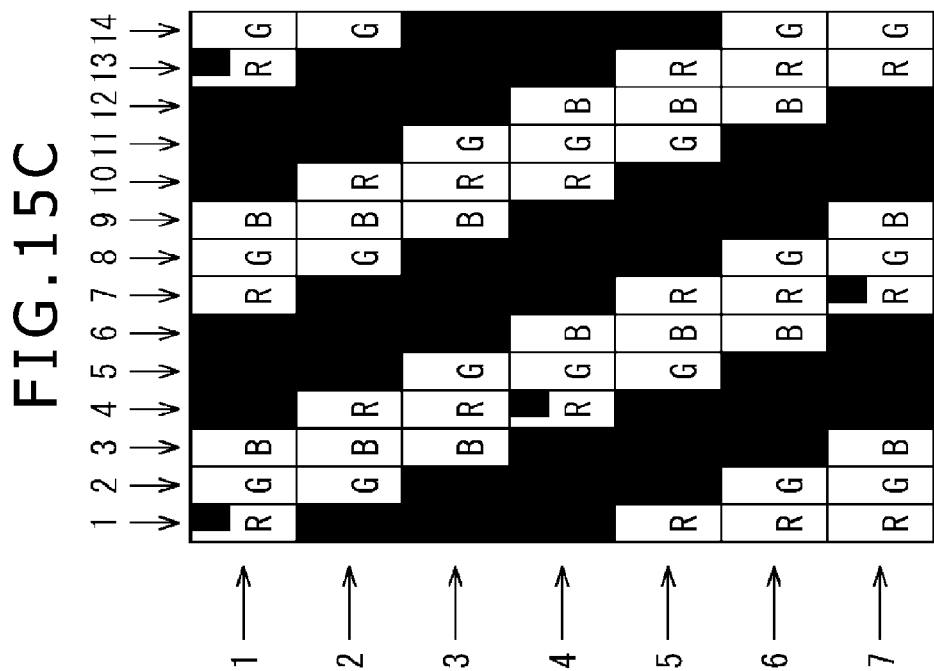 FIG.15C
1 2 3 4 5 6 7 8 9 10 11 12 13 14
1 R G B R G B R G
2 G B R G B R G
3 B R G B R G
4 R G B R G B
5 R G B R G B R
6 R G B R G B R G
7 R G B R G B R G